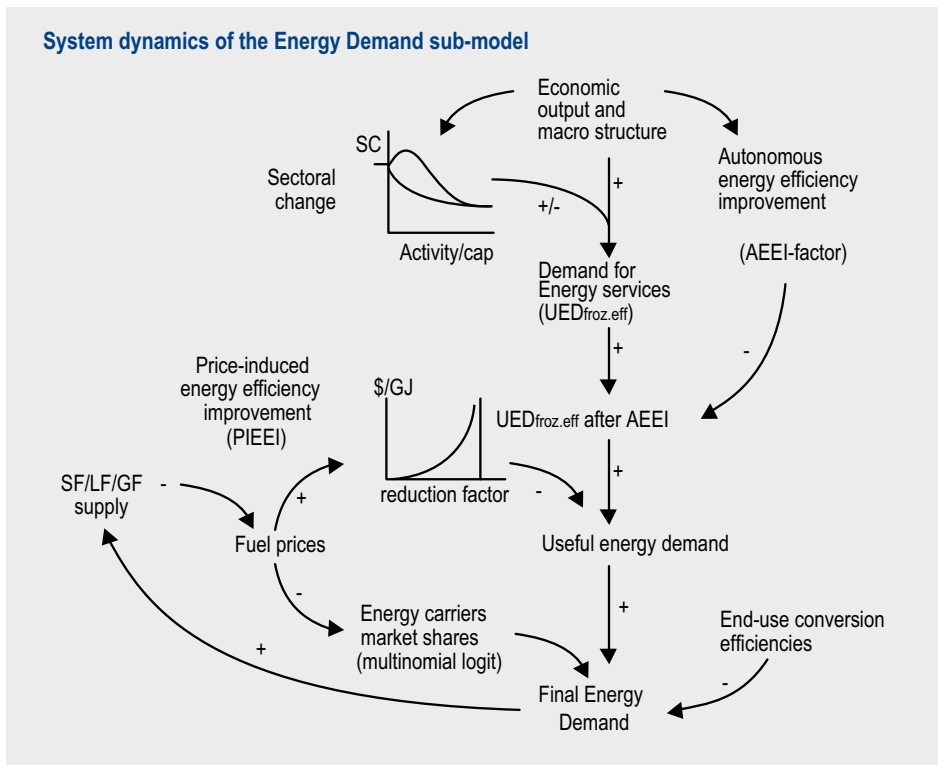 System dynamics of the Energy Demand sub-model
Economic
output and
macro structure
SC
Sectoral
change
Activity/cap
+/-
+
Autonomous
energy efficiency
improvement
(AEEI-factor)
Demand for
Energy services
(UEDfroz.eff)
+
-
Price-induced
energy efficiency
improvement
(PIEEI)
$/GJ
reduction factor
UEDfroz.eff after AEEI
+
-
SF/LF/GF
supply
-
+
Fuel prices
Useful energy demand
-
+
Energy carriers
market shares
(multinomial logit)
End-use conversion
efficiencies
+
-
Final Energy
Demand